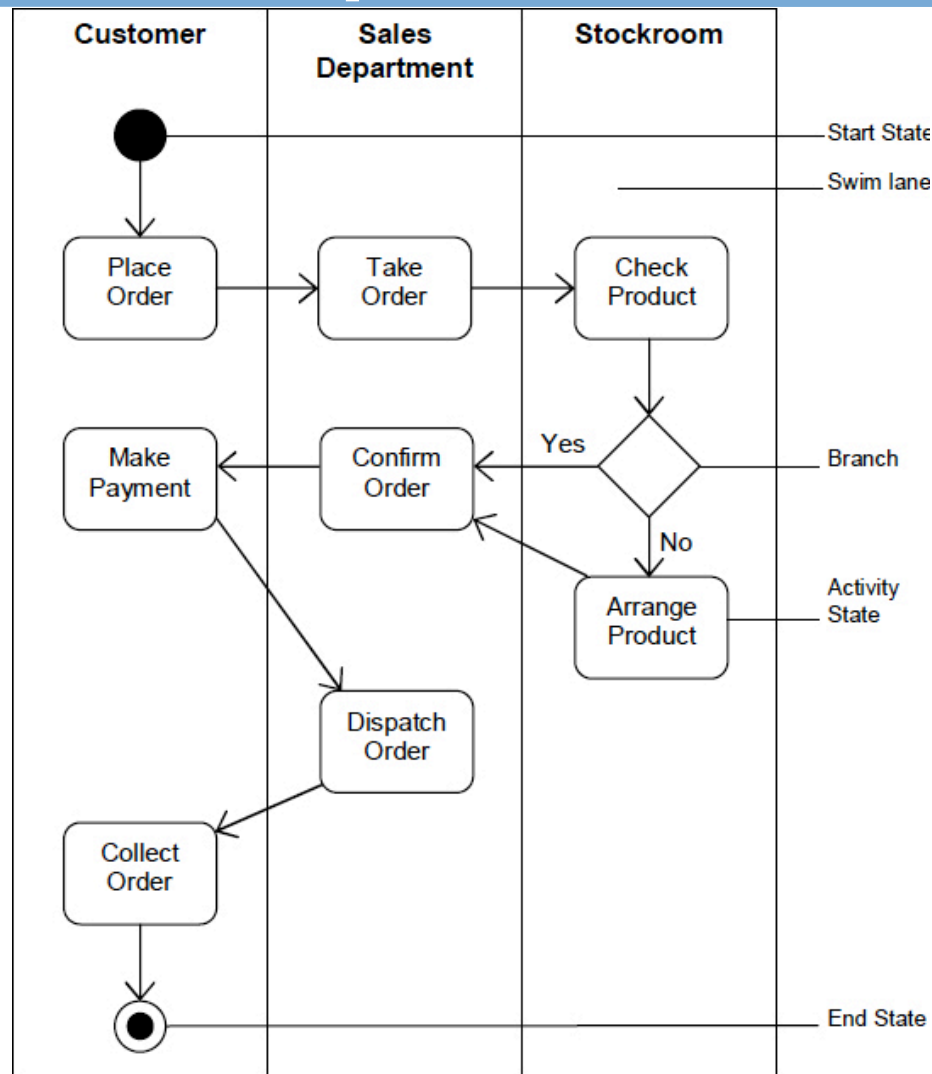 Customer
Sales
Department
Stockroom
Start State
Swim lane
Place
Order
Take
Order
Check
Product
Make
Payment
Confirm
Order
Yes
Branch
No
Arrange
Product
Activity
State
Dispatch
Order
Collect
Order
End State